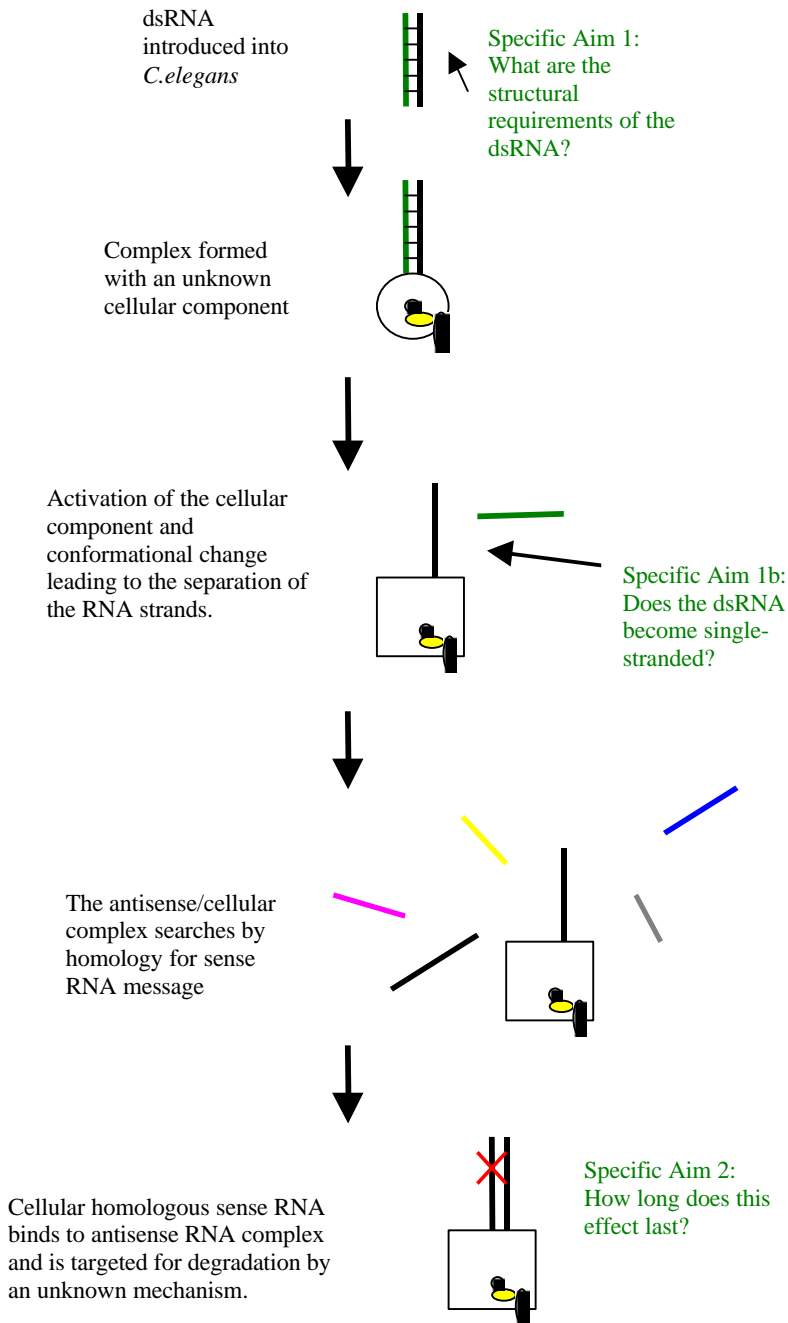 dsRNA
introduced into
C.elegans
Specific Aim 1:
What are the
structural
requirements of the
dsRNA?
Complex formed
with an unknown
cellular component
Activation of the cellular
component and
conformational change
leading to the separation of
the RNA strands.
Specific Aim 1b:
Does the dsRNA
become single-
stranded?
The antisense/cellular
complex searches by
homology for sense
RNA message
Cellular homologous sense RNA
binds to antisense RNA complex
and is targeted for degradation by
an unknown mechanism.
Specific Aim 2:
How long does this
effect last?